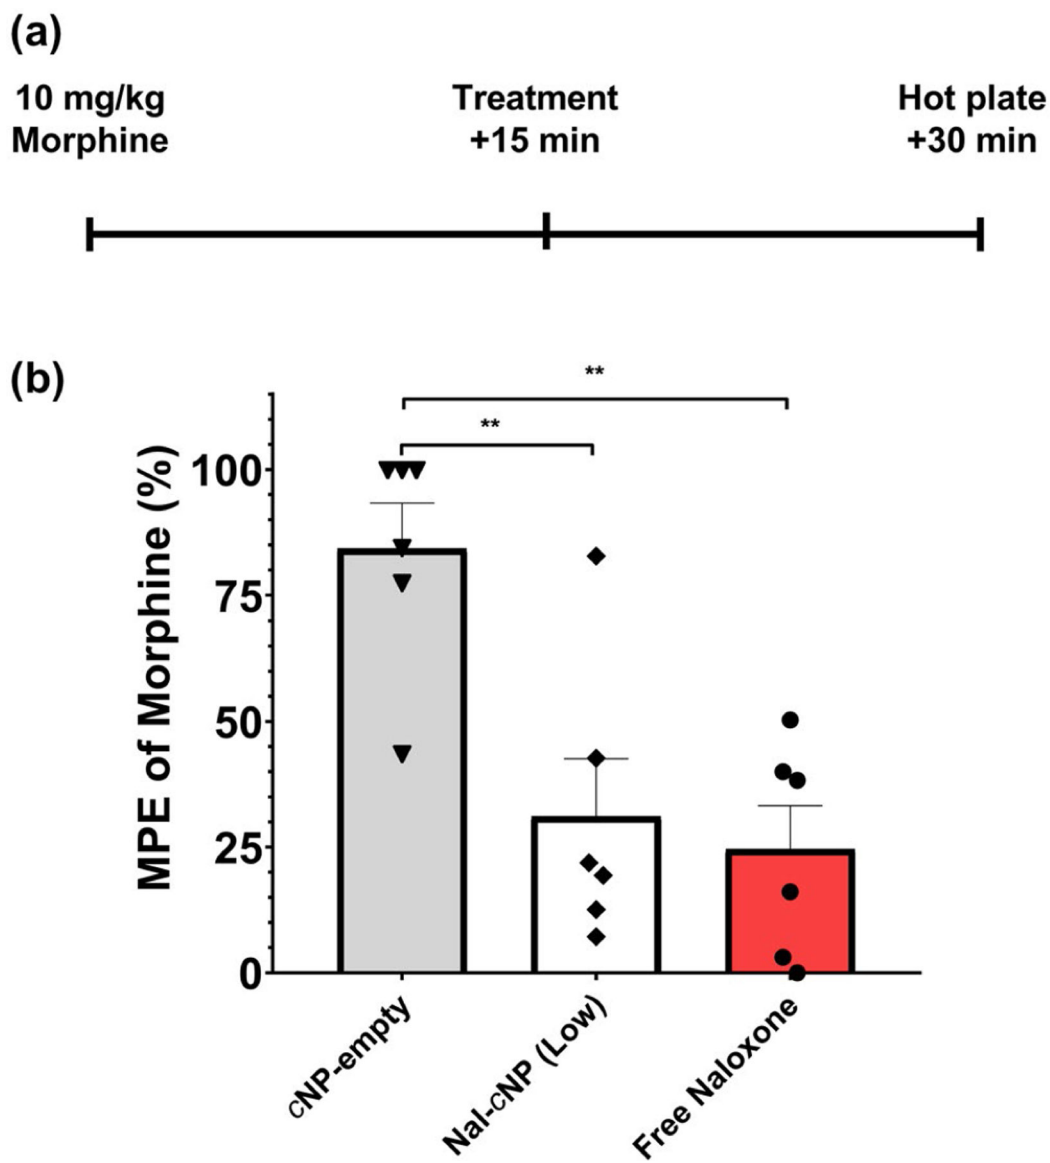 (a)
10 mg/kg
Morphine
Treatment
+15 min
Hot plate
+30 min
(b)
**
**
MPE of Morphine (%)
100
75
50
25
0
cNP-empty
Nal-cNP (Low)
Free Naloxone